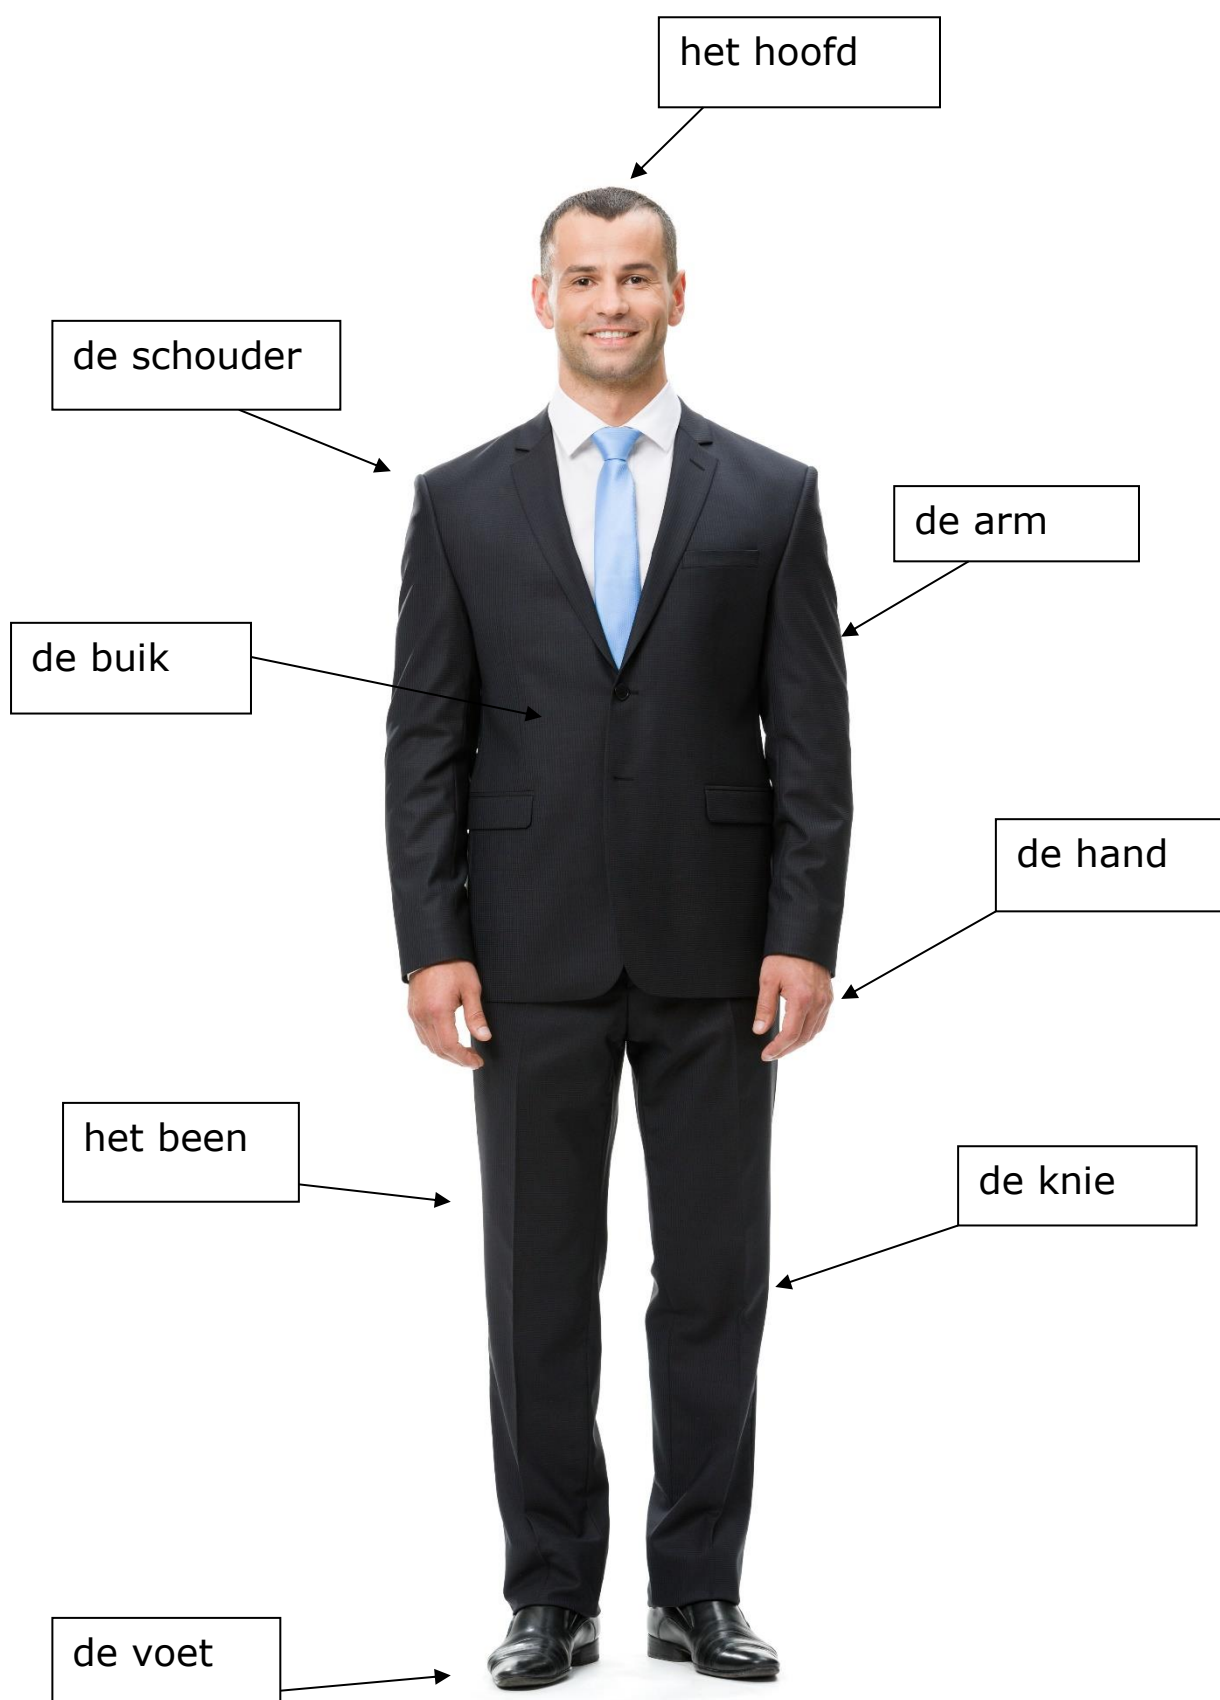 het hoofd
de schouder
de arm
de buik
de hand
het been
de knie
de voet